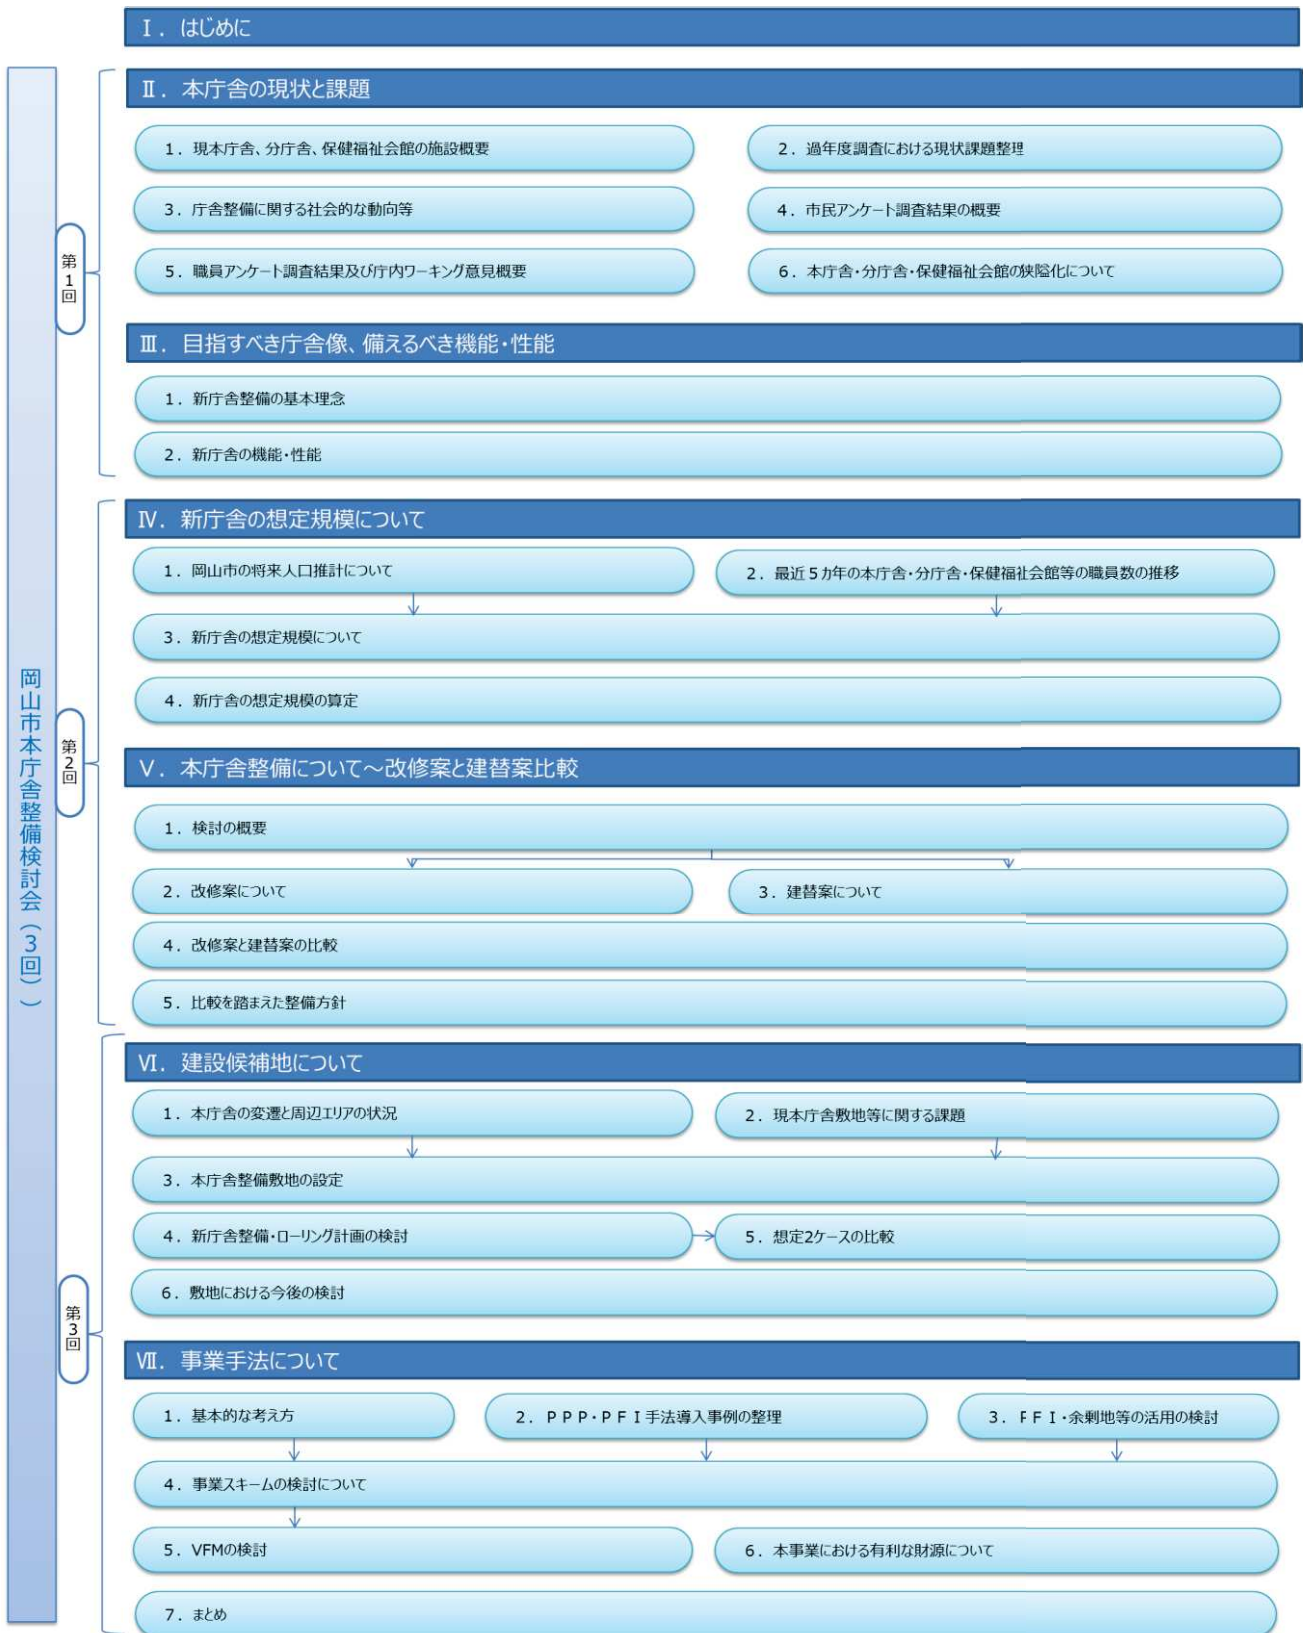 Ⅰ．はじめに
岡山市本庁舎整備検討会（3回））
第1回
Ⅱ．本庁舎の現状と課題
1．現本庁舎、分庁舎、保健福祉会館の施設概要
2．過年度調査における現状課題整理
3．庁舎整備に関する社会的な動向等
4．市民アンケート調査結果の概要
5．職員アンケート調査結果及び庁内ワーキング意見概要
6．本庁舎・分庁舎・保健福祉会館の狭隘化について
Ⅲ．目指すべき庁舎像、備えるべき機能・性能
1．新庁舎整備の基本理念
2．新庁舎の機能・性能
第2回
Ⅳ．新庁舎の想定規模について
1．岡山市の将来人口推計について
2．最近５カ年の本庁舎・分庁舎・保健福祉会館等の職員数の推移
3．新庁舎の想定規模について
4．新庁舎の想定規模の算定
Ⅴ．本庁舎整備について～改修案と建替案比較
1．検討の概要
2．改修案について
3．建替案について
4．改修案と建替案の比較
5．比較を踏まえた整備方針
第3回
Ⅵ．建設候補地について
1．本庁舎の変遷と周辺エリアの状況
2．現本庁舎敷地等に関する課題
3．本庁舎整備敷地の設定
4．新庁舎整備・ローリング計画の検討
5．想定2ケースの比較
6．敷地における今後の検討
Ⅶ．事業手法について
1．基本的な考え方
2．ＰＰＰ・ＰＦＩ手法導入事例の整理
3．ＰＦＩ・余剰地等の活用の検討
4．事業スキームの検討について
5．VFMの検討
6．本事業における有利な財源について
7．まとめ